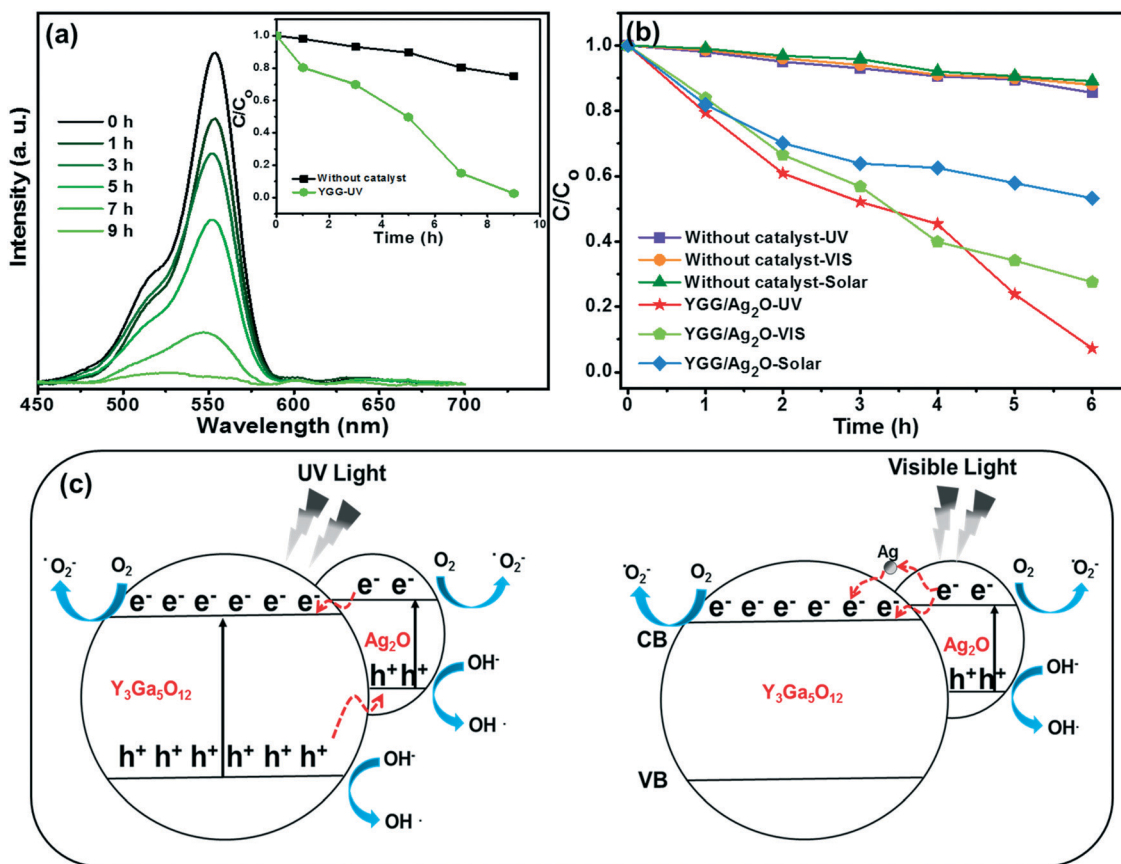 (a)
Intensity (a. u.)
0 h
1 h
3 h
5 h
7 h
9 h
450 500 550 600 650 700
Wavelength (nm)
C/Co
1.0
0.8
0.6
0.4
0.2
0.0
Without catalyst
YGG-UV
0 2 4 6 8 10
Time (h)
(b)
C/Co
1.0
0.8
0.6
0.4
0.2
0.0
Without catalyst-UV
Without catalyst-VIS
Without catalyst-Solar
YGG/Ag₂O-UV
YGG/Ag₂O-VIS
YGG/Ag₂O-Solar
0 1 2 3 4 5 6
Time (h)
(c)
UV Light
˙O₂⁻
O₂
e⁻ e⁻ e⁻ e⁻ e⁻ e⁻
e⁻ e⁻
O₂
˙O₂⁻
Ag₂O
h⁺ h⁺
OH⁻
OH ·
Y₃Ga₅O₁₂
h⁺ h⁺ h⁺ h⁺ h⁺ h⁺
OH⁻
OH ·
Visible Light
Ag
˙O₂⁻
O₂
e⁻ e⁻ e⁻ e⁻ e⁻ e⁻
e⁻ e⁻
O₂
˙O₂⁻
CB
Ag₂O
h⁺ h⁺
OH⁻
OH ·
Y₃Ga₅O₁₂
VB